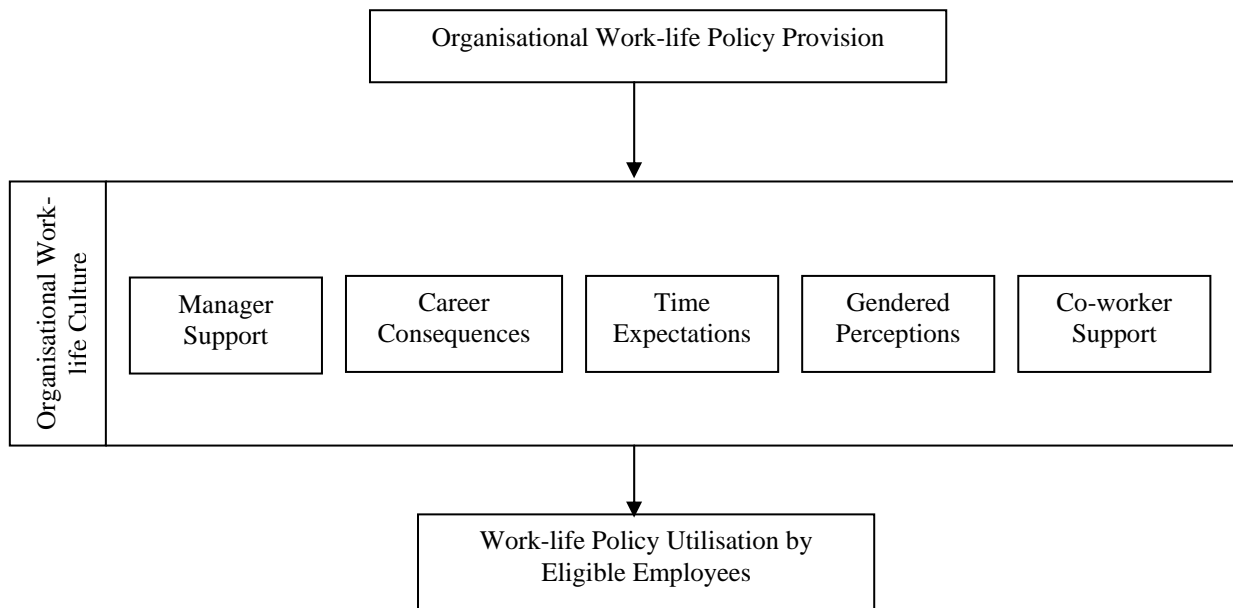 Organisational Work-life Policy Provision
Organisational Work-
life Culture
Manager
Support
Career
Consequences
Time
Expectations
Gendered
Perceptions
Co-worker
Support
Work-life Policy Utilisation by
Eligible Employees